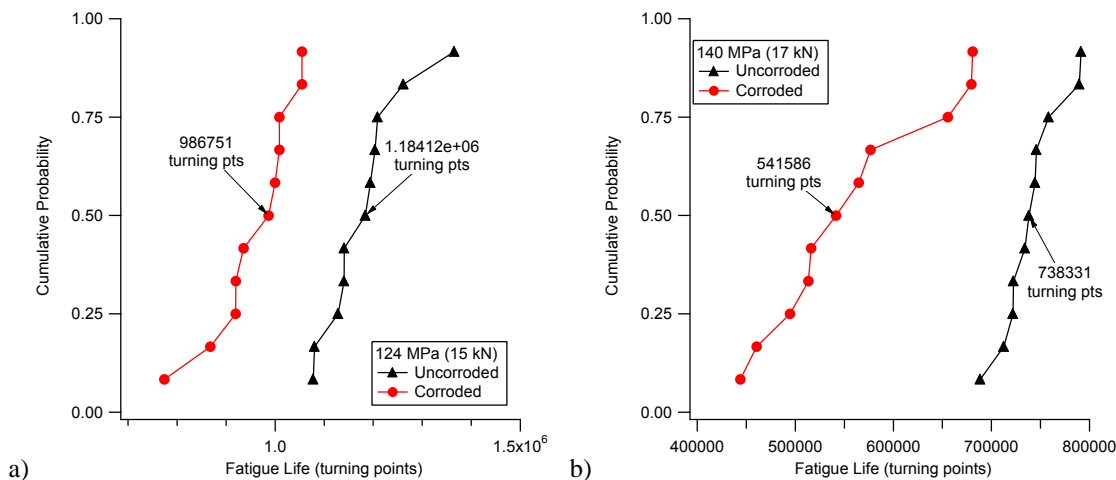 1.00
0.75
0.50
0.25
0.00
Cumulative Probability
986751
turning pts
1.18412e+06
turning pts
124 MPa (15 kN)
Uncorroded
Corroded
1.0
1.5x10^6
Fatigue Life (turning points)
a)
1.00
0.75
0.50
0.25
0.00
Cumulative Probability
140 MPa (17 kN)
Uncorroded
Corroded
541586
turning pts
738331
turning pts
400000 500000 600000 700000 800000
Fatigue Life (turning points)
b)